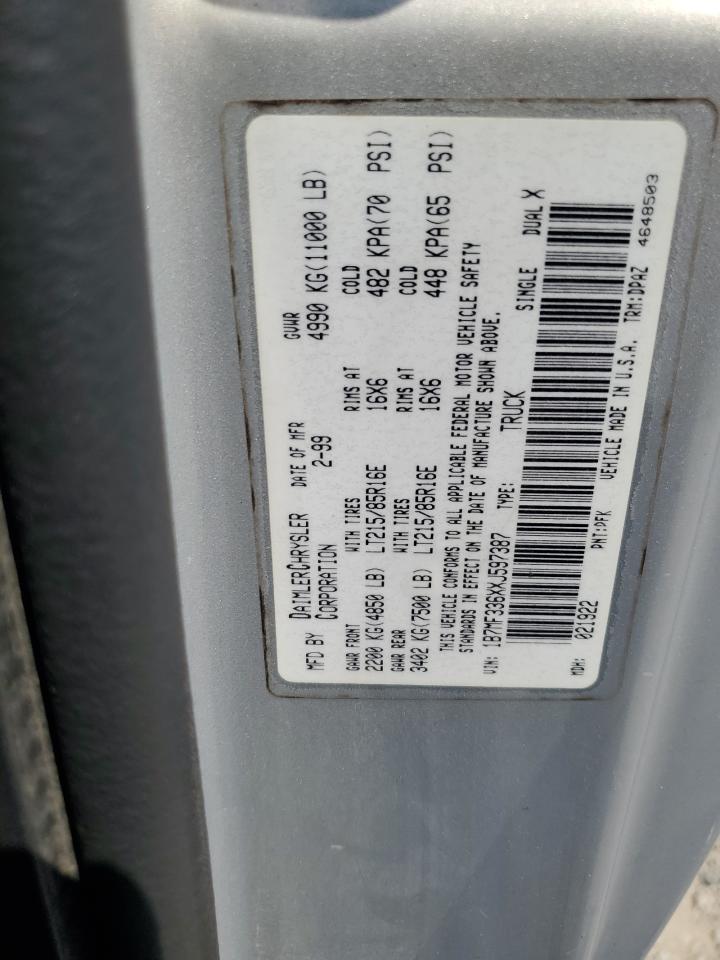 MFD BY DAIMLERCHRYSLER CORPORATION DATE OF MFR 2-99 GVWR 4990 KG(11000 LB)
GAWR FRONT WITH TIRES RIMS AT COLD
2200 KG(4850 LB) LT215/85R16E 16X6 482 KPA(70 PSI)
GAWR REAR WITH TIRES RIMS AT COLD
3402 KG(7500 LB) LT215/85R16E 16X6 448 KPA(65 PSI)
THIS VEHICLE CONFORMS TO ALL APPLICABLE FEDERAL MOTOR VEHICLE SAFETY
STANDARDS IN EFFECT ON THE DATE OF MANUFACTURE SHOWN ABOVE.
VIN: 1B7MF336XXJ597387 TYPE: TRUCK SINGLE DUAL X
MDH: 021922 PNT:PFK VEHICLE MADE IN U.S.A. TRM:DPAZ 4648503